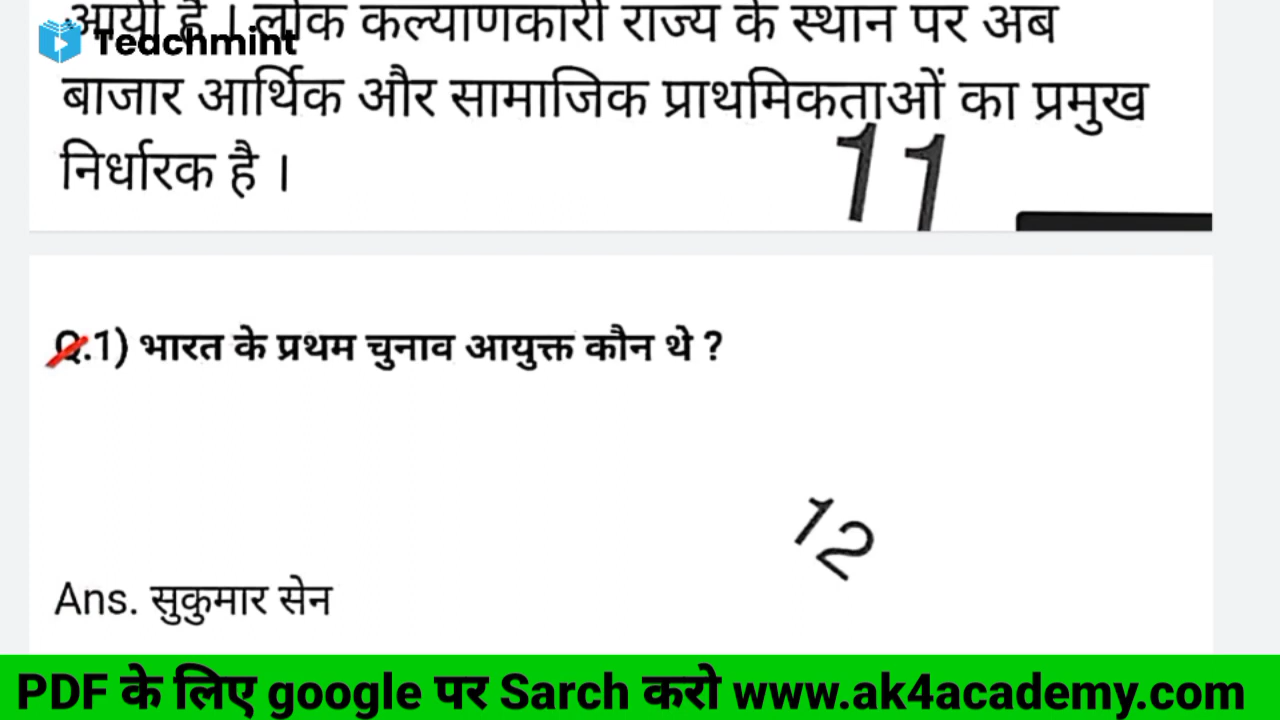 आयी है । लोक कल्याणकारी राज्य के स्थान पर अब
Teachmint
बाजार आर्थिक और सामाजिक प्राथमिकताओं का प्रमुख
निर्धारक है ।
11
Q.1) भारत के प्रथम चुनाव आयुक्त कौन थे ?
12
Ans. सुकुमार सेन
PDF के लिए google पर Sarch करो www.ak4academy.com